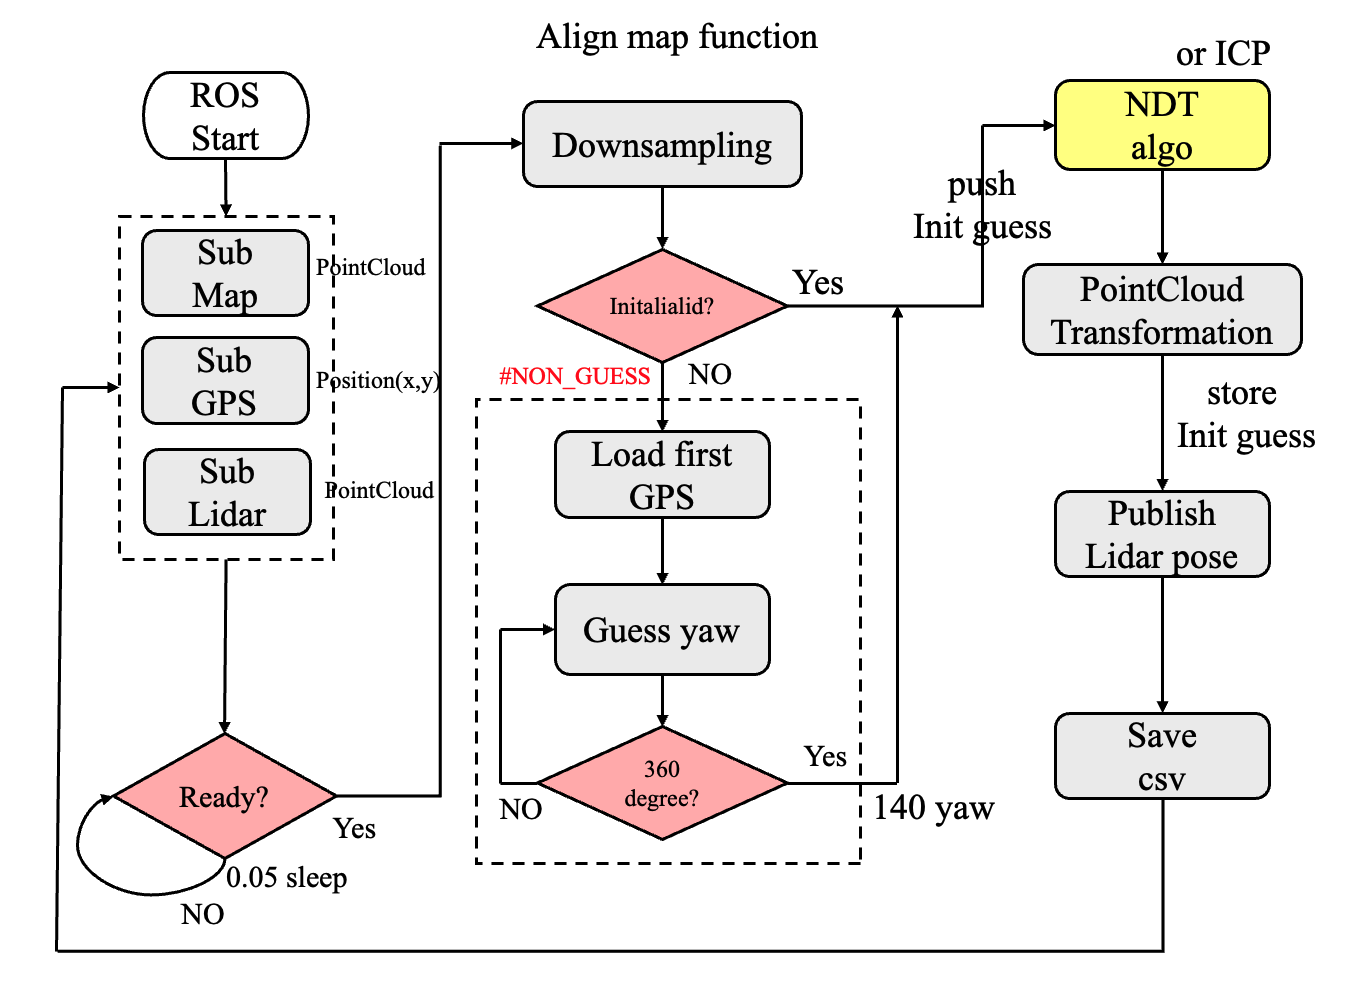 Align map function
or ICP
ROS
Start
Sub
Map
PointCloud
Sub
GPS
Position(x,y)
Sub
Lidar
PointCloud
Ready?
Yes
0.05 sleep
NO
Downsampling
Initalialid?
Yes
#NON_GUESS
NO
Load first
GPS
Guess yaw
360
degree?
NO
Yes
140 yaw
push
Init guess
NDT
algo
PointCloud
Transformation
store
Init guess
Publish
Lidar pose
Save
csv